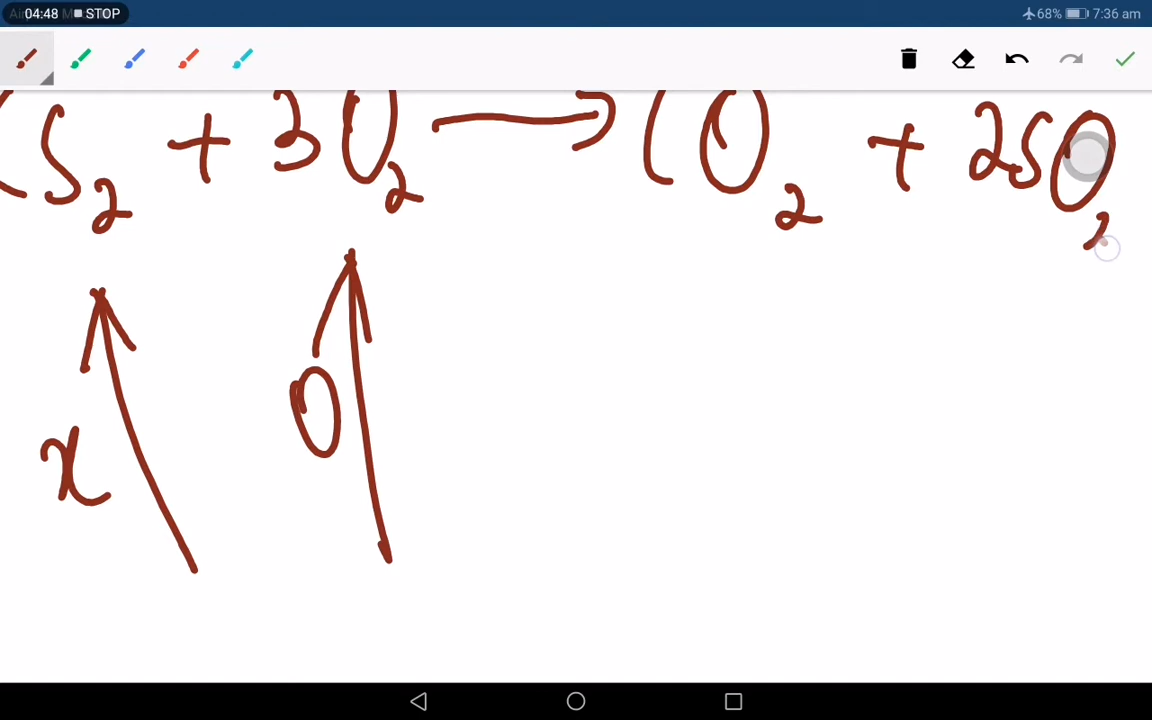 04:48 STOP 68% 7:36 am
CS₂ + 3O₂ → CO₂ + 2SO₂
x 0